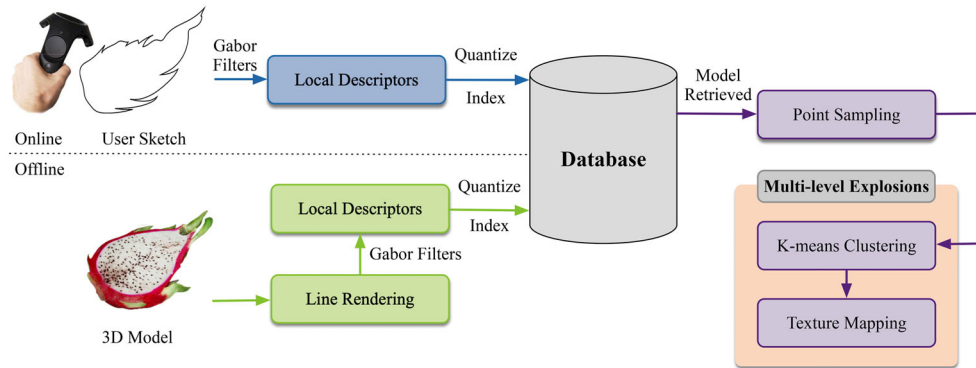 Gabor
Filters
Local Descriptors
Quantize
Index
Model
Retrieved
Point Sampling
Online
User Sketch
Offline
Database
Multi-level Explosions
Local Descriptors
Quantize
Index
K-means Clustering
Gabor Filters
Line Rendering
Texture Mapping
3D Model